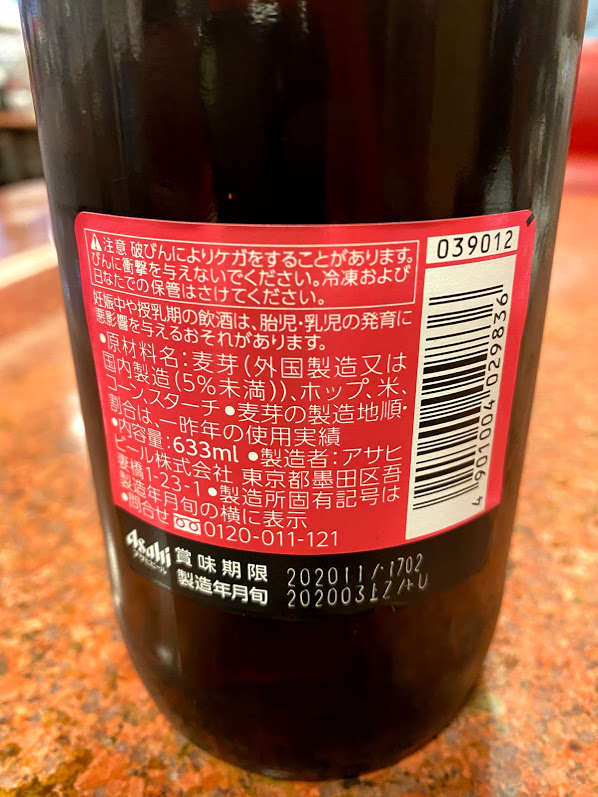 ⚠注意 破びんによりケガをすることがあります。
びんに衝撃を与えないでください。冷凍および
日なたでの保管はさけてください。
妊娠中や授乳期の飲酒は、胎児・乳児の発育に
悪影響を与えるおそれがあります。
●原材料名:麦芽(外国製造又は
国内製造(5%未満))、ホップ、米、
コーンスターチ ●麦芽の製造地順・
割合は、一昨年の使用実績
●内容量:633ml ●製造者:アサヒ
ビール株式会社 東京都墨田区吾
妻橋1-23-1 ●製造所固有記号は
製造年月旬の横に表示
●問合せ 0120-011-121
039012
4 901004 029836
Asahi
アサヒビール
賞味期限 202011
製造年月旬 202003上